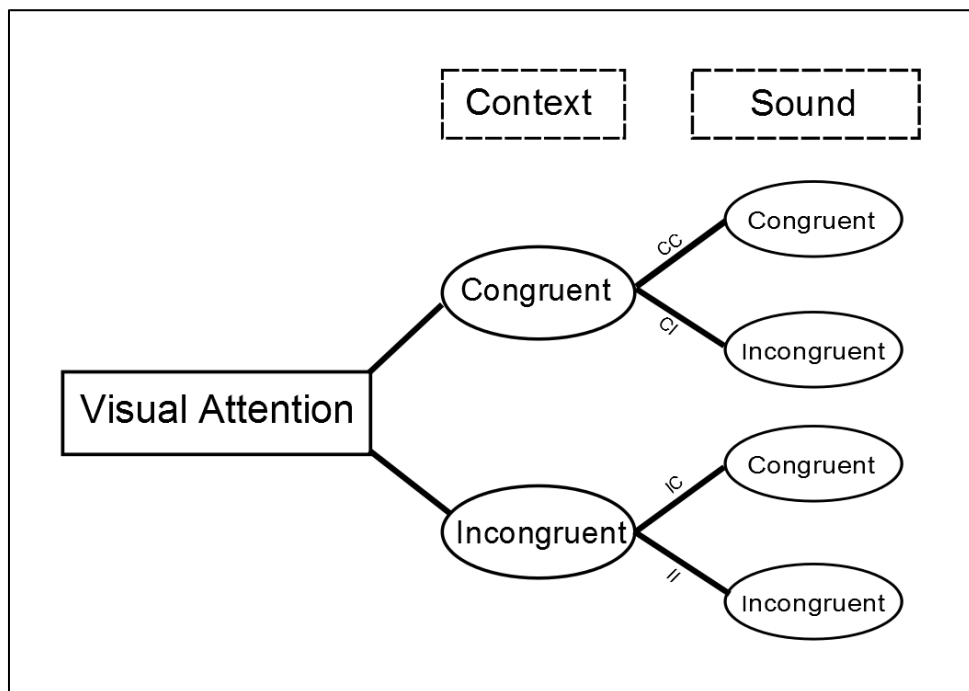 Context
Sound
Congruent
CC
Congruent
CI
Incongruent
Visual Attention
Congruent
IC
Incongruent
II
Incongruent